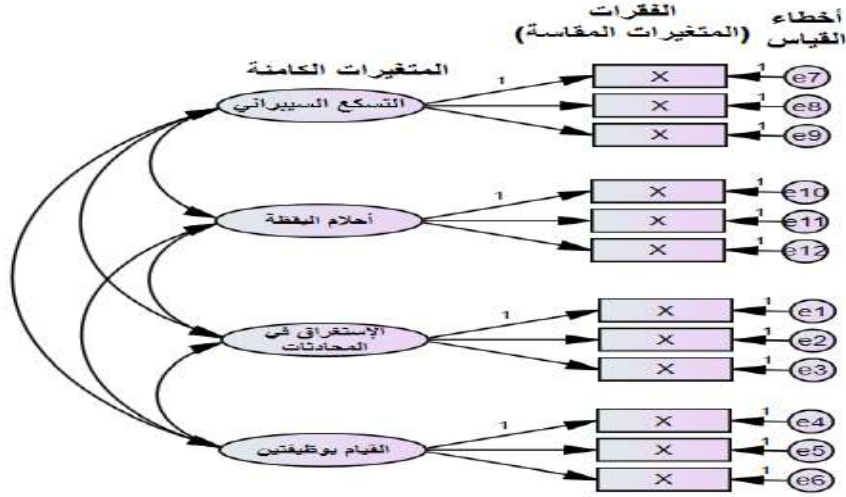 أخطاء القياس
الفقرات
(المتغيرات المقاسة)
المتغيرات الكامنة
التسكع السيبراني
1
X
1
e7
X
1
e8
X
1
e9
أحلام اليقظة
1
X
1
e10
X
1
e11
X
1
e12
الإستغراق في
المحادثات
1
X
1
e1
X
1
e2
X
1
e3
القيام بوظيفتين
1
X
1
e4
X
1
e5
X
1
e6